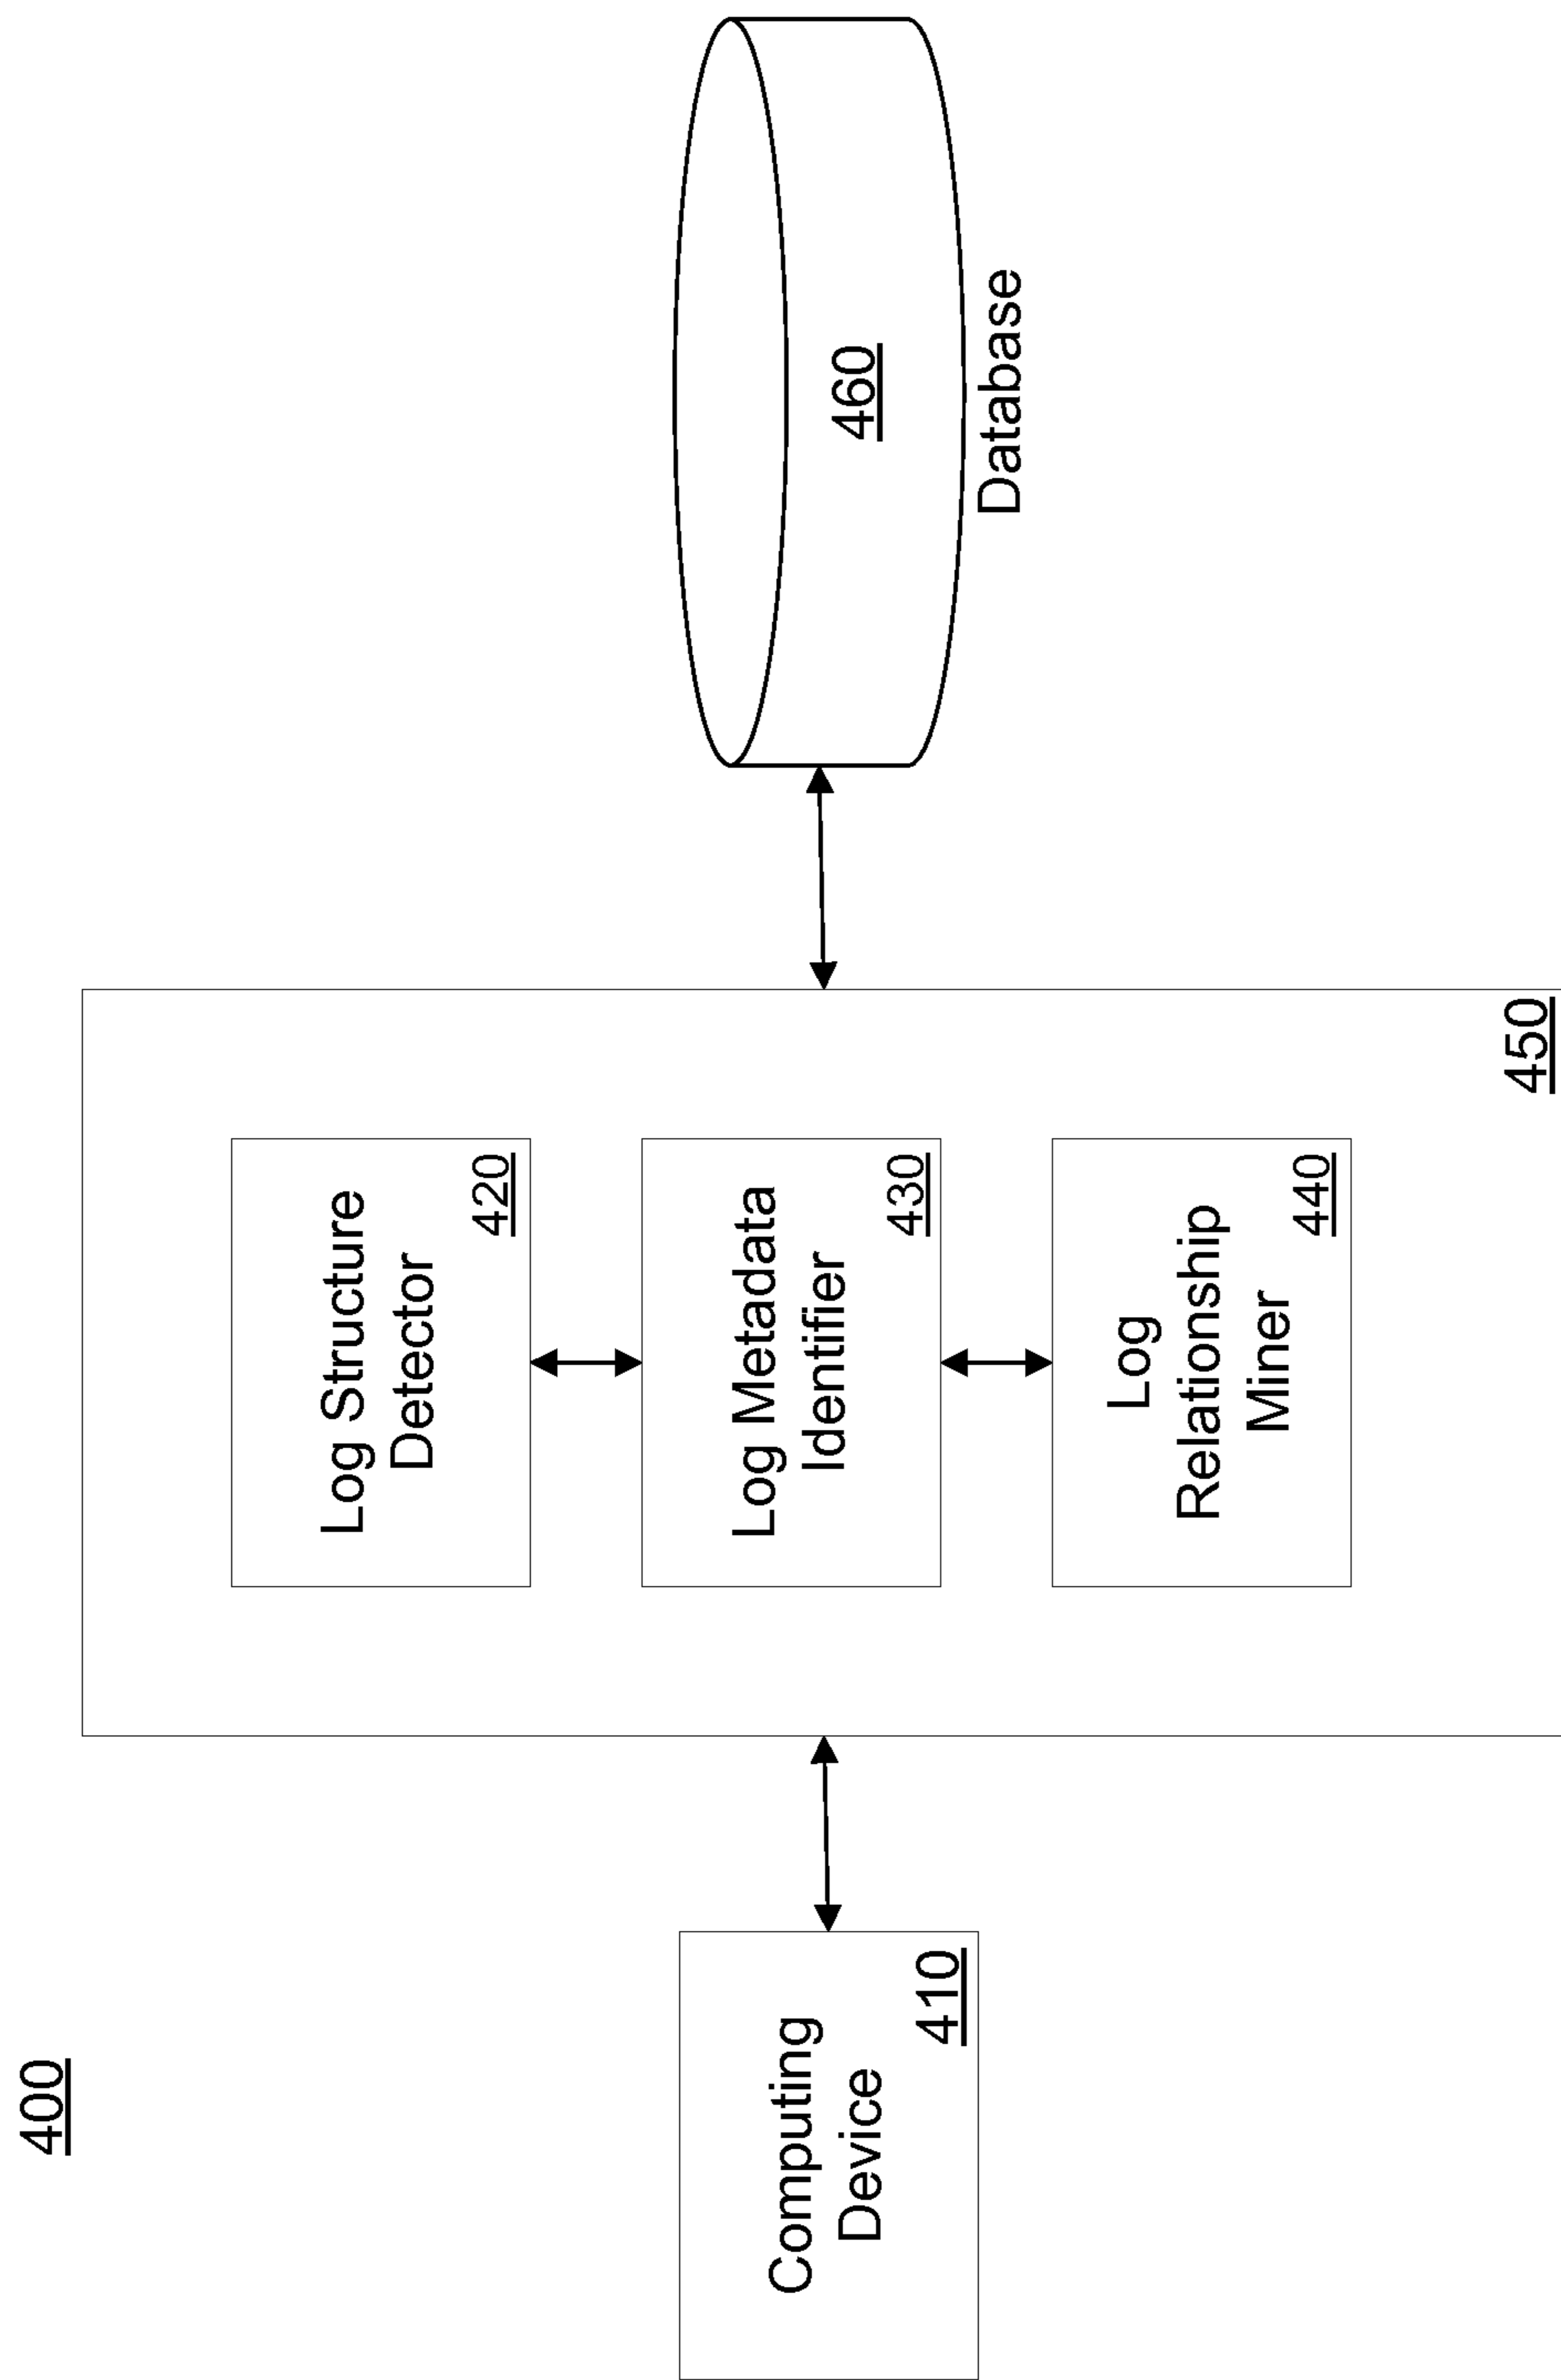 400
Computing
Device
410
Log Structure
Detector
420
Log Metadata
Identifier
430
Log
Relationship
Miner
440
450
460
Database